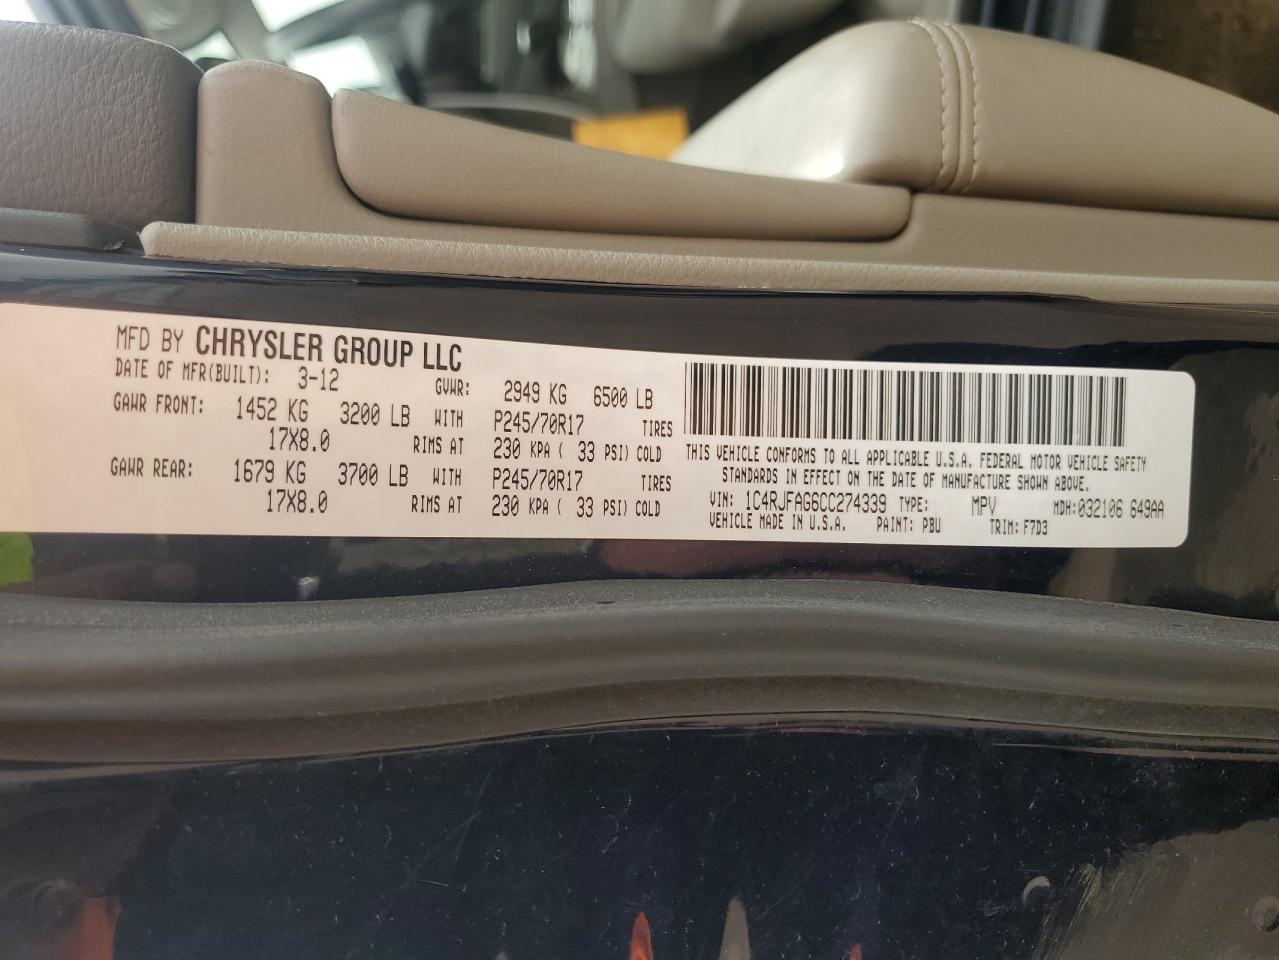 MFD BY CHRYSLER GROUP LLC
DATE OF MFR(BUILT): 3-12 GVWR: 2949 KG 6500 LB
GAWR FRONT: 1452 KG 3200 LB WITH P245/70R17 TIRES
17X8.0 RIMS AT 230 KPA ( 33 PSI) COLD
GAWR REAR: 1679 KG 3700 LB WITH P245/70R17 TIRES
17X8.0 RIMS AT 230 KPA ( 33 PSI) COLD
THIS VEHICLE CONFORMS TO ALL APPLICABLE U.S.A. FEDERAL MOTOR VEHICLE SAFETY
STANDARDS IN EFFECT ON THE DATE OF MANUFACTURE SHOWN ABOVE.
VIN: 1C4RJFAG6CC274339 TYPE: MPV MDH:032106 649AA
VEHICLE MADE IN U.S.A. PAINT: PBU TRIM: F7D3